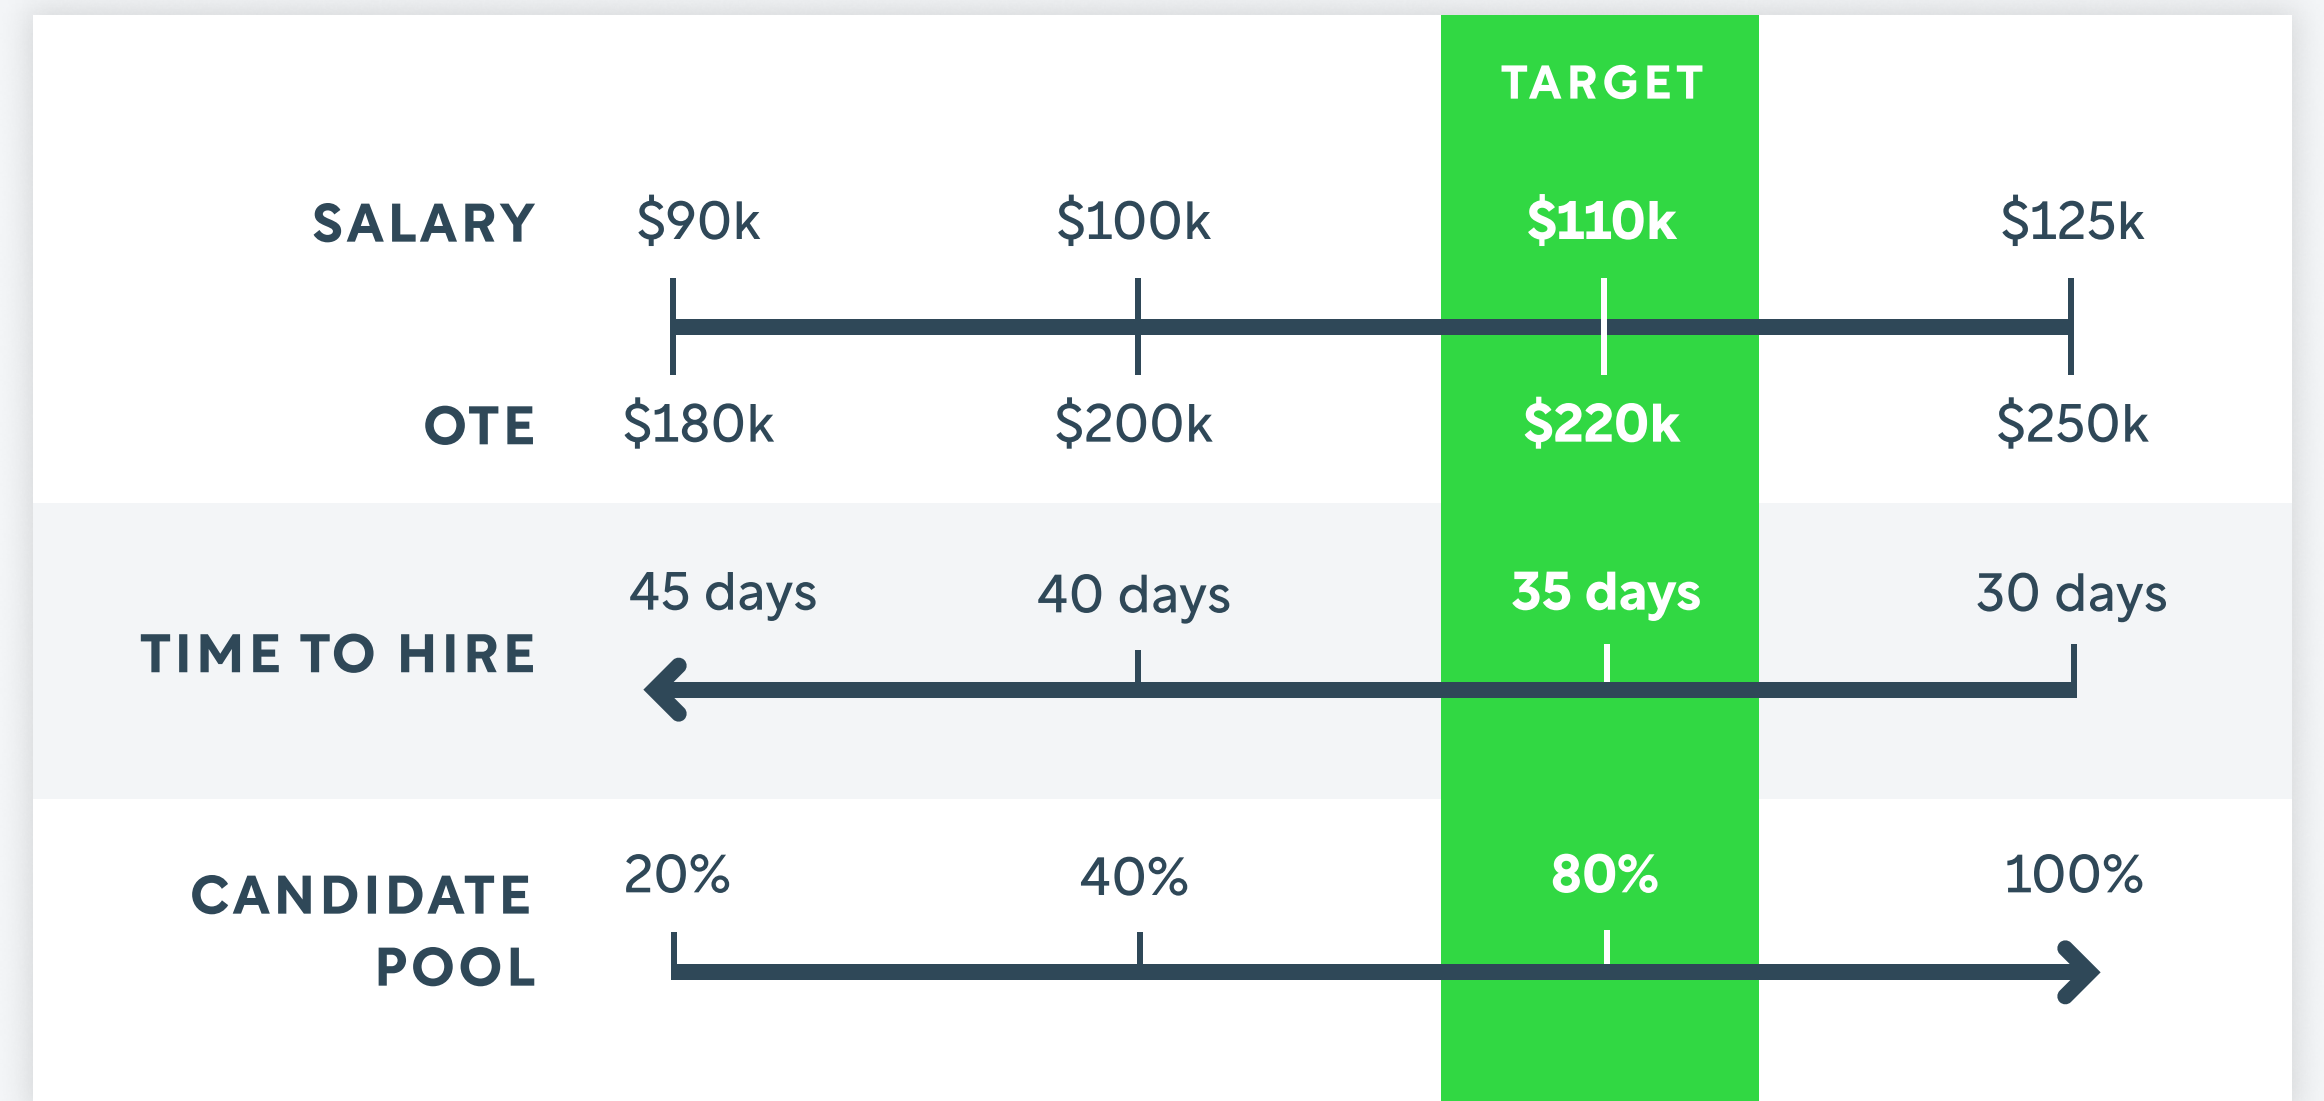 TARGET
SALARY $90k $100k $110k $125k
OTE $180k $200k $220k $250k
45 days 40 days 35 days 30 days
TIME TO HIRE
20% 40% 80% 100%
CANDIDATE
POOL